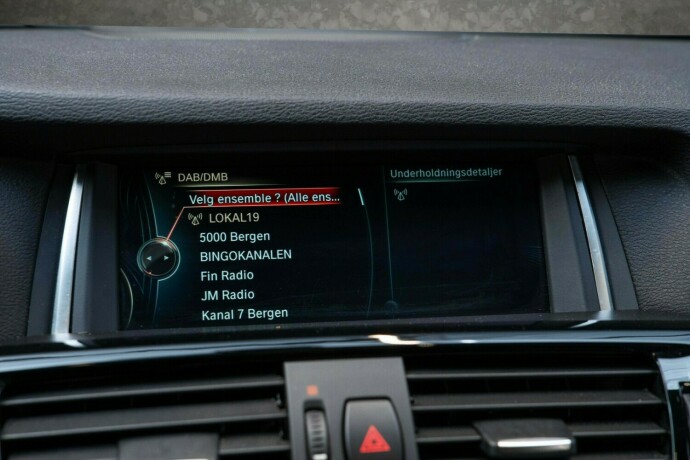 DAB/DMB
Velg ensemble ? (Alle ens...
LOKAL19
5000 Bergen
BINGOKANALEN
Fin Radio
JM Radio
Kanal 7 Bergen
Underholdningsdetaljer